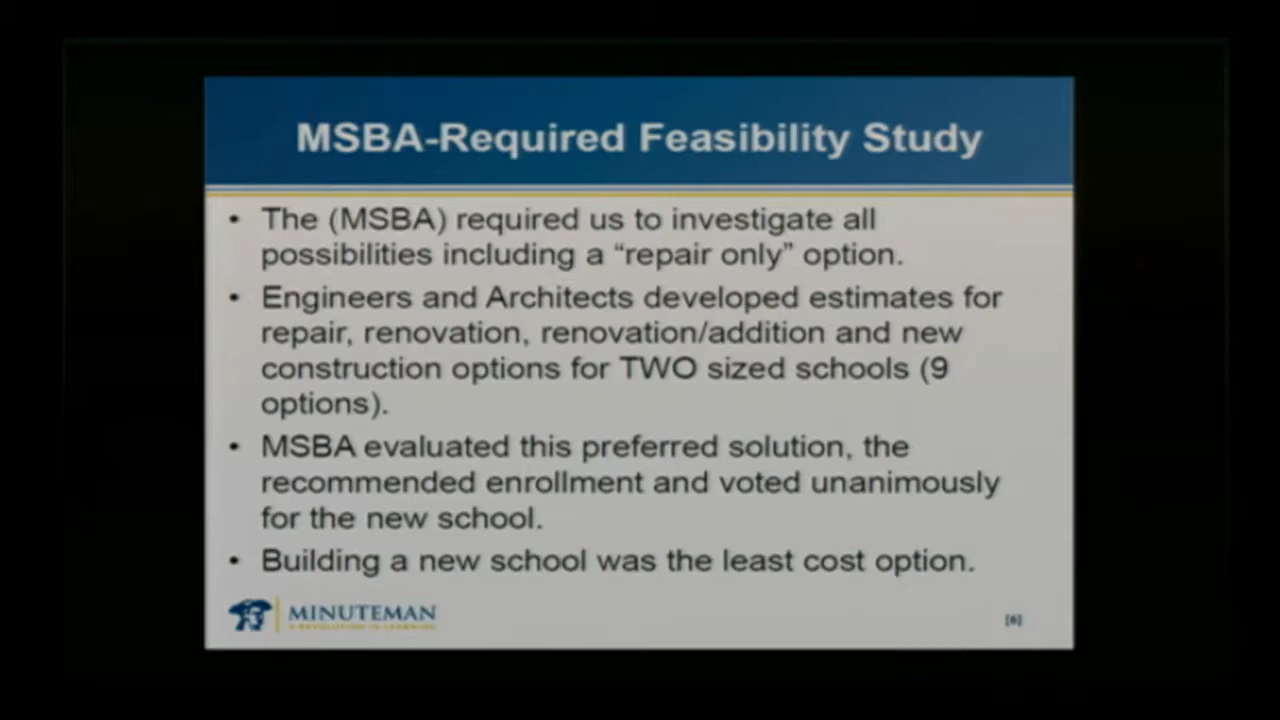 MSBA-Required Feasibility Study
• The (MSBA) required us to investigate all
possibilities including a “repair only” option.
• Engineers and Architects developed estimates for
repair, renovation, renovation/addition and new
construction options for TWO sized schools (9
options).
• MSBA evaluated this preferred solution, the
recommended enrollment and voted unanimously
for the new school.
• Building a new school was the least cost option.
MINUTEMAN
A REVOLUTION IN LEARNING
[6]